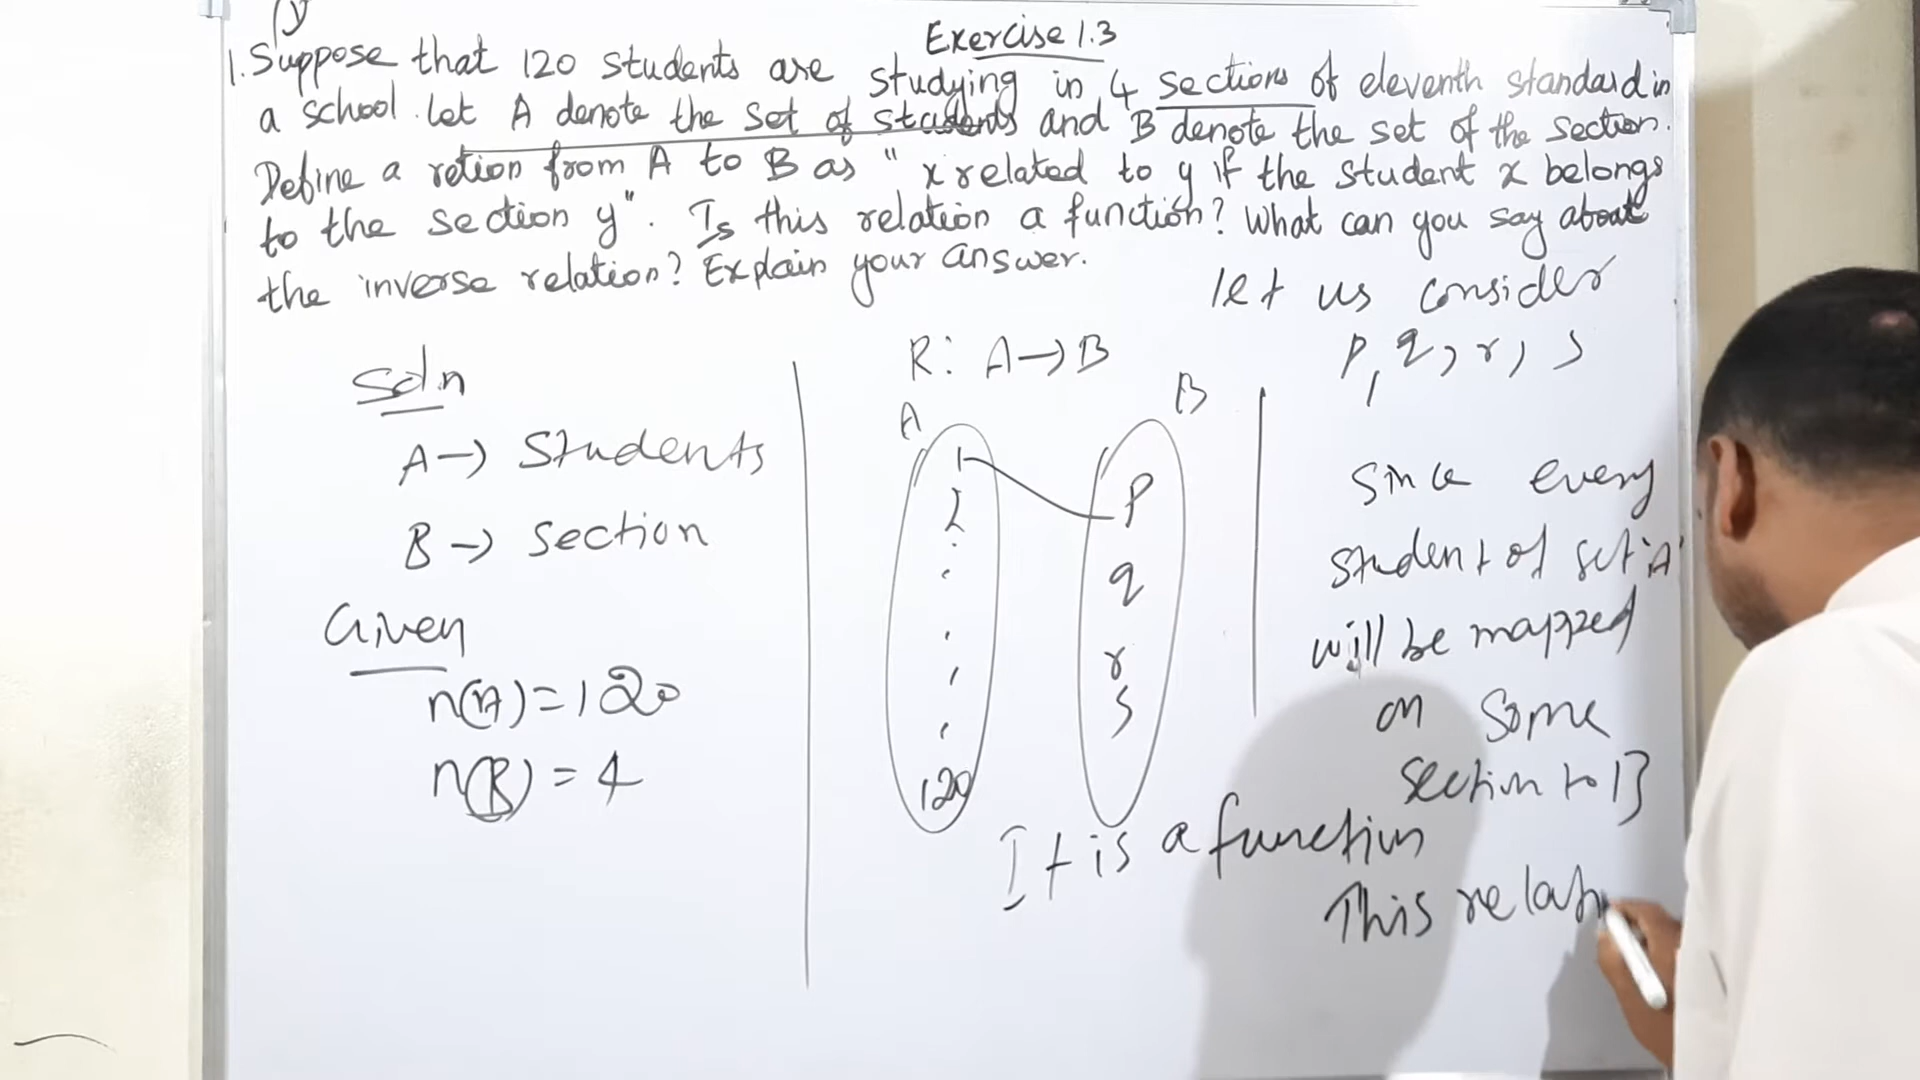 Exercise 1.3
1. Suppose that 120 students are studying in 4 sections of eleventh standard in
a school. Let A denote the set of students and B denote the set of the section.
Define a retion from A to B as "x related to y if the student x belongs
to the section y". Is this relation a function? What can you say about
the inverse relation? Explain your answer.
Soln
A → Students
B → Section
Given
n(A) = 120
n(B) = 4
R: A → B
A B
1 p
2 q
r
s
120
It is a function
let us consider
p, q, r, s
Since every
student of set 'A'
will be mapped
on some
section to B
This relati